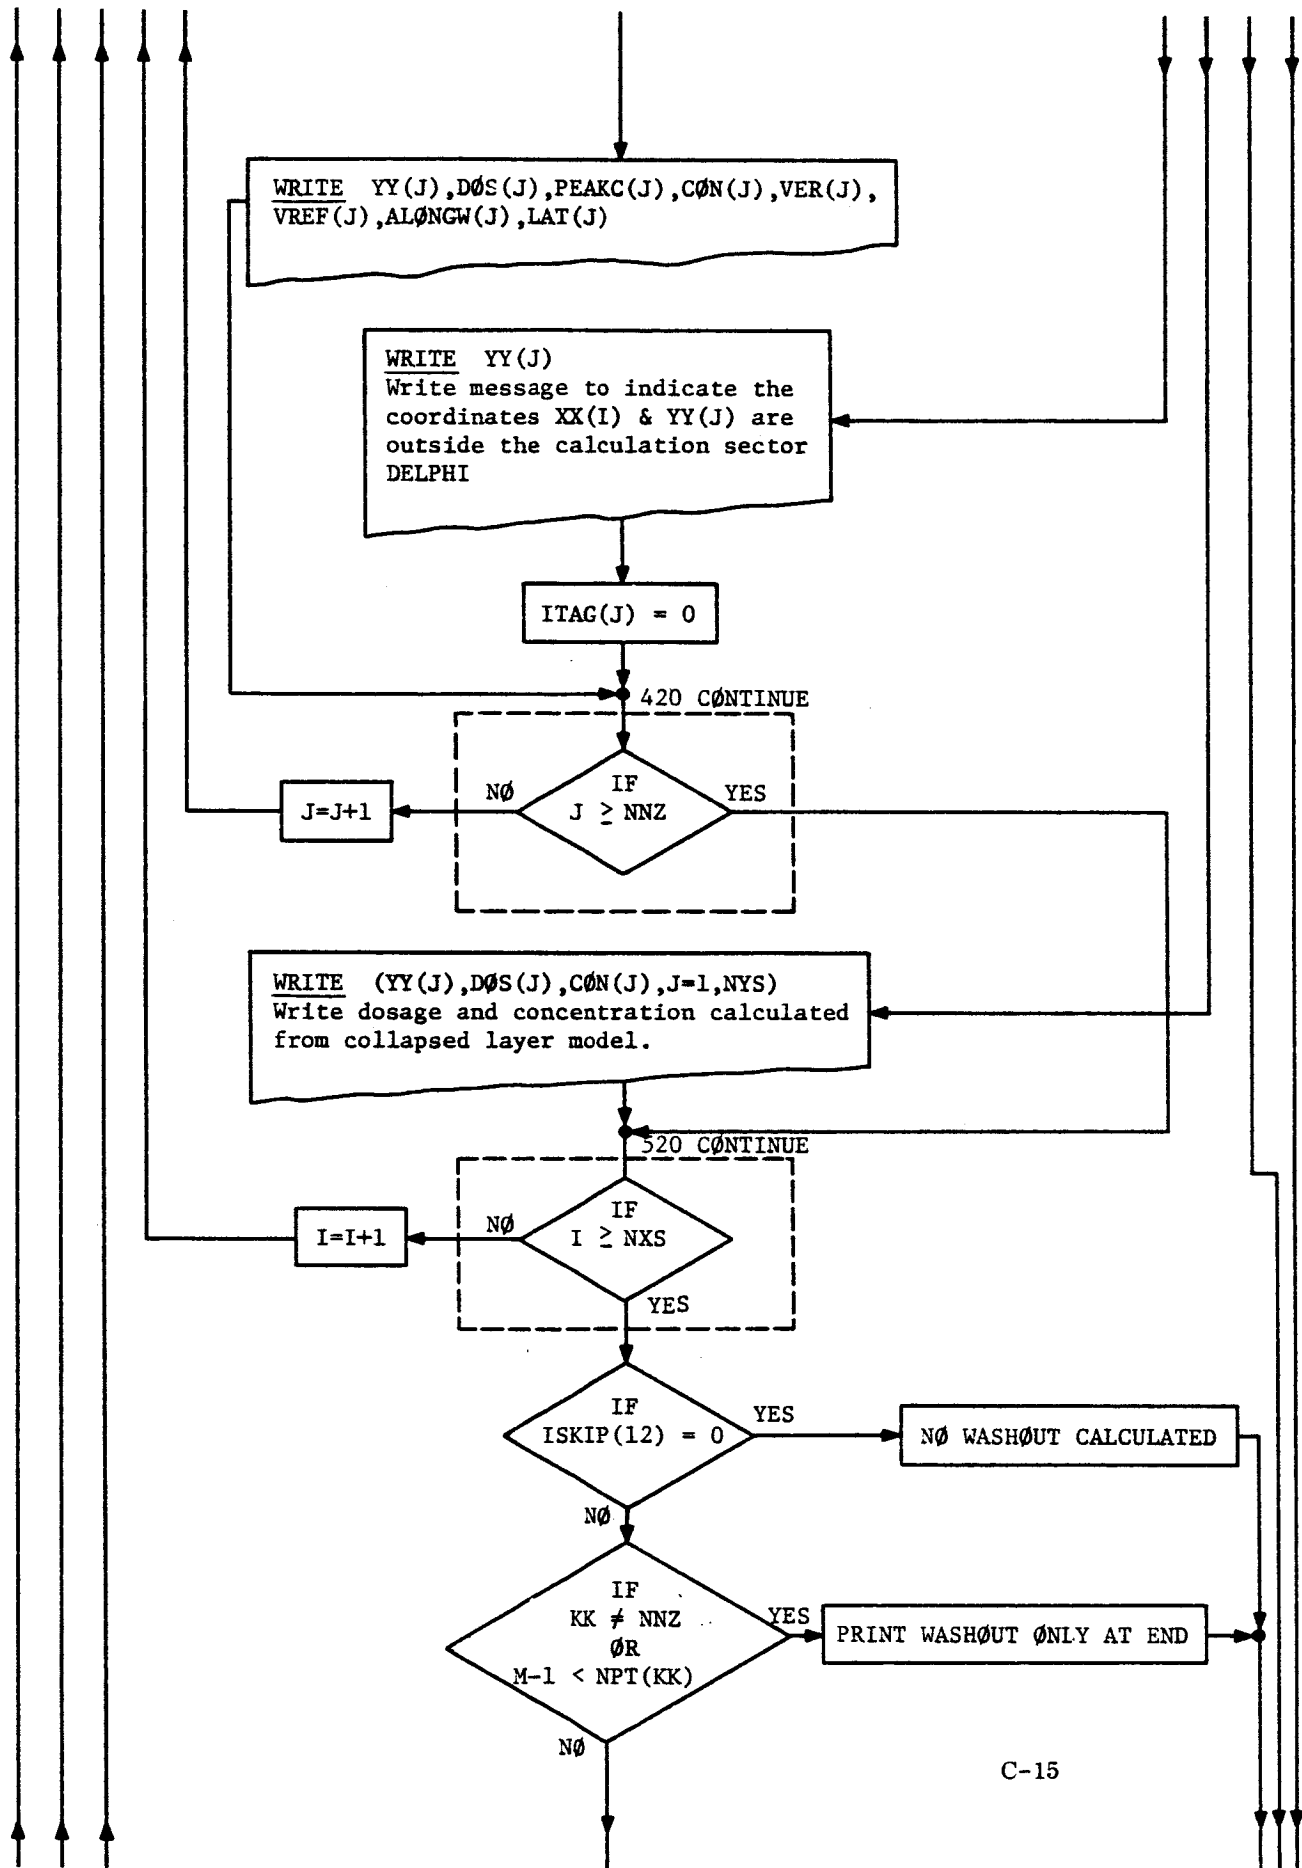 WRITE YY(J),DØS(J),PEAKC(J),CØN(J),VER(J),
VREF(J),ALØNGW(J),LAT(J)
WRITE YY(J)
Write message to indicate the
coordinates XX(I) & YY(J) are
outside the calculation sector
DELPHI
ITAG(J) = 0
420 CØNTINUE
IF
J ≥ NNZ
NØ
YES
J=J+1
WRITE (YY(J),DØS(J),CØN(J),J=1,NYS)
Write dosage and concentration calculated
from collapsed layer model.
520 CØNTINUE
IF
I ≥ NXS
NØ
I=I+1
YES
IF
ISKIP(12) = 0
YES
NØ WASHØUT CALCULATED
NØ
IF
KK ≠ NNZ
ØR
M-1 < NPT(KK)
YES
PRINT WASHØUT ØNLY AT END
NØ
C-15